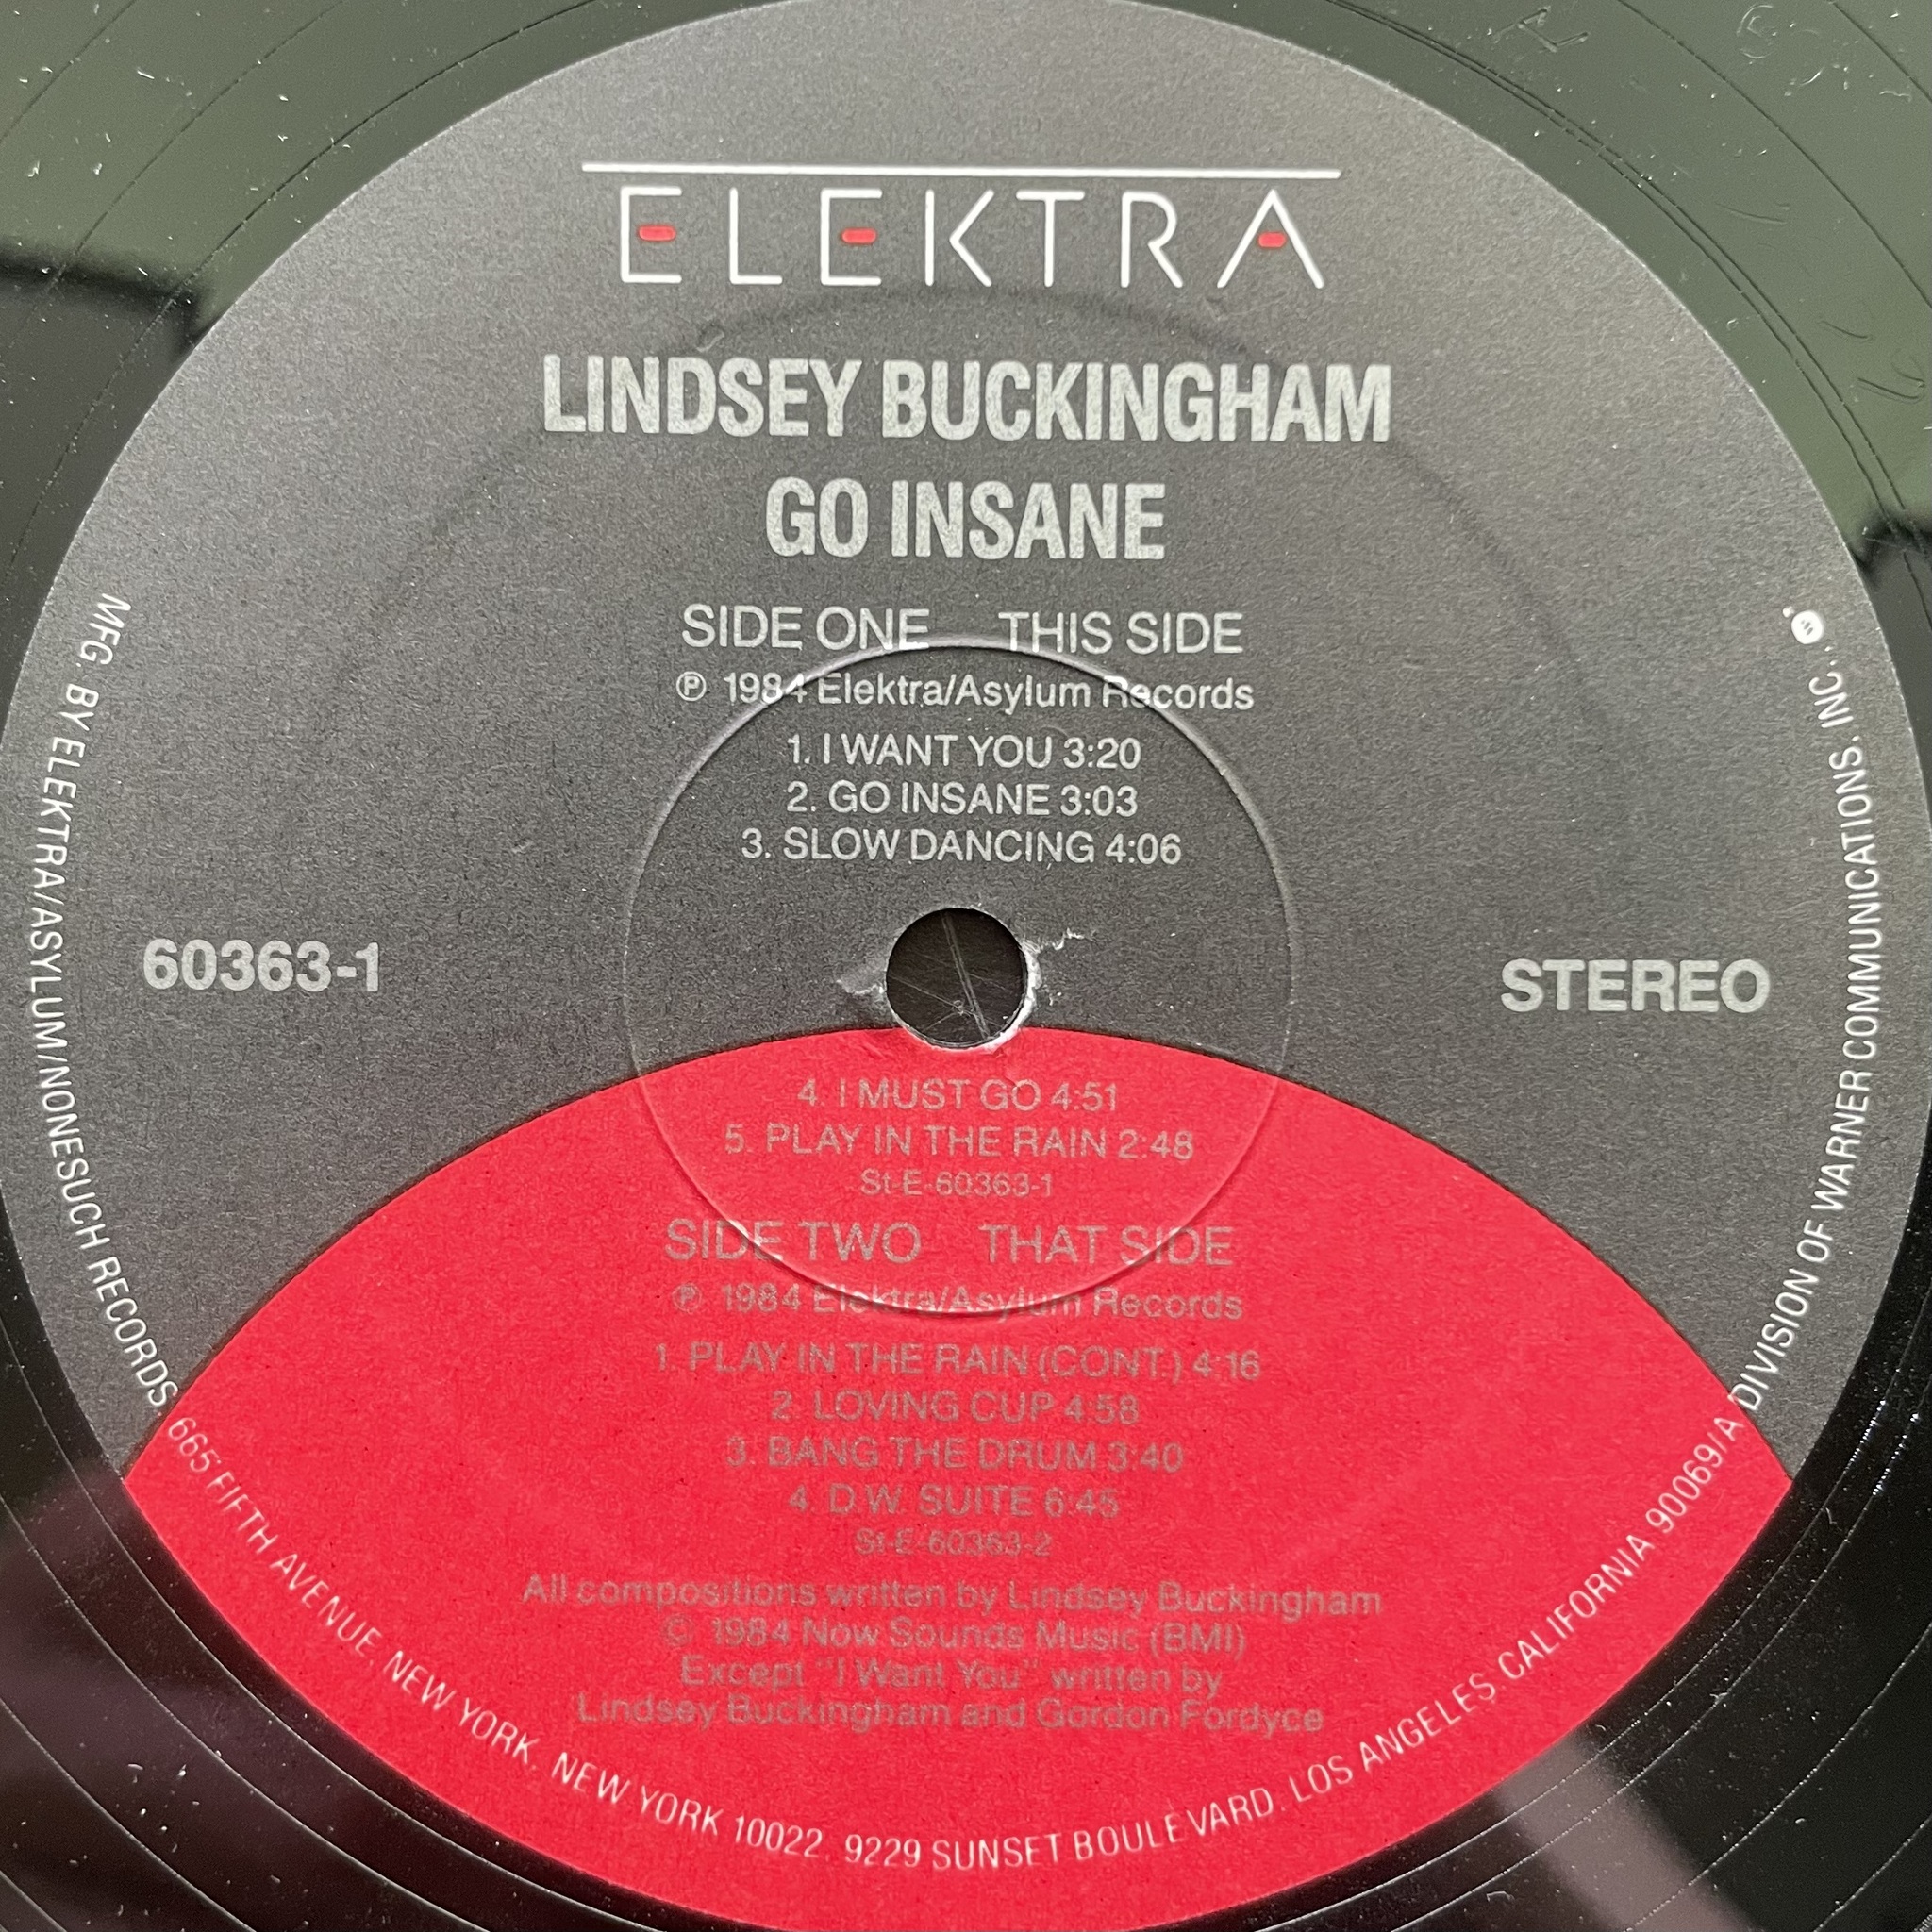 ELEKTRA
LINDSEY BUCKINGHAM
GO INSANE
SIDE ONE THIS SIDE
℗ 1984 Elektra/Asylum Records
1. I WANT YOU 3:20
2. GO INSANE 3:03
3. SLOW DANCING 4:06
60363-1
STEREO
4. I MUST GO 4:51
5. PLAY IN THE RAIN 2:48
St-E-60363-1
SIDE TWO THAT SIDE
℗ 1984 Elektra/Asylum Records
1. PLAY IN THE RAIN (CONT.) 4:16
2. LOVING CUP 4:58
3. BANG THE DRUM 3:40
4. D.W. SUITE 6:45
St-E-60363-2
All compositions written by Lindsey Buckingham
© 1984 Now Sounds Music (BMI)
Except "I Want You" written by
Lindsey Buckingham and Gordon Fordyce
MFG. BY ELEKTRA/ASYLUM/NONESUCH RECORDS, 665 FIFTH AVENUE, NEW YORK, NEW YORK 10022. 9229 SUNSET BOULEVARD, LOS ANGELES CALIFORNIA 90069/A DIVISION OF WARNER COMMUNICATIONS, INC.